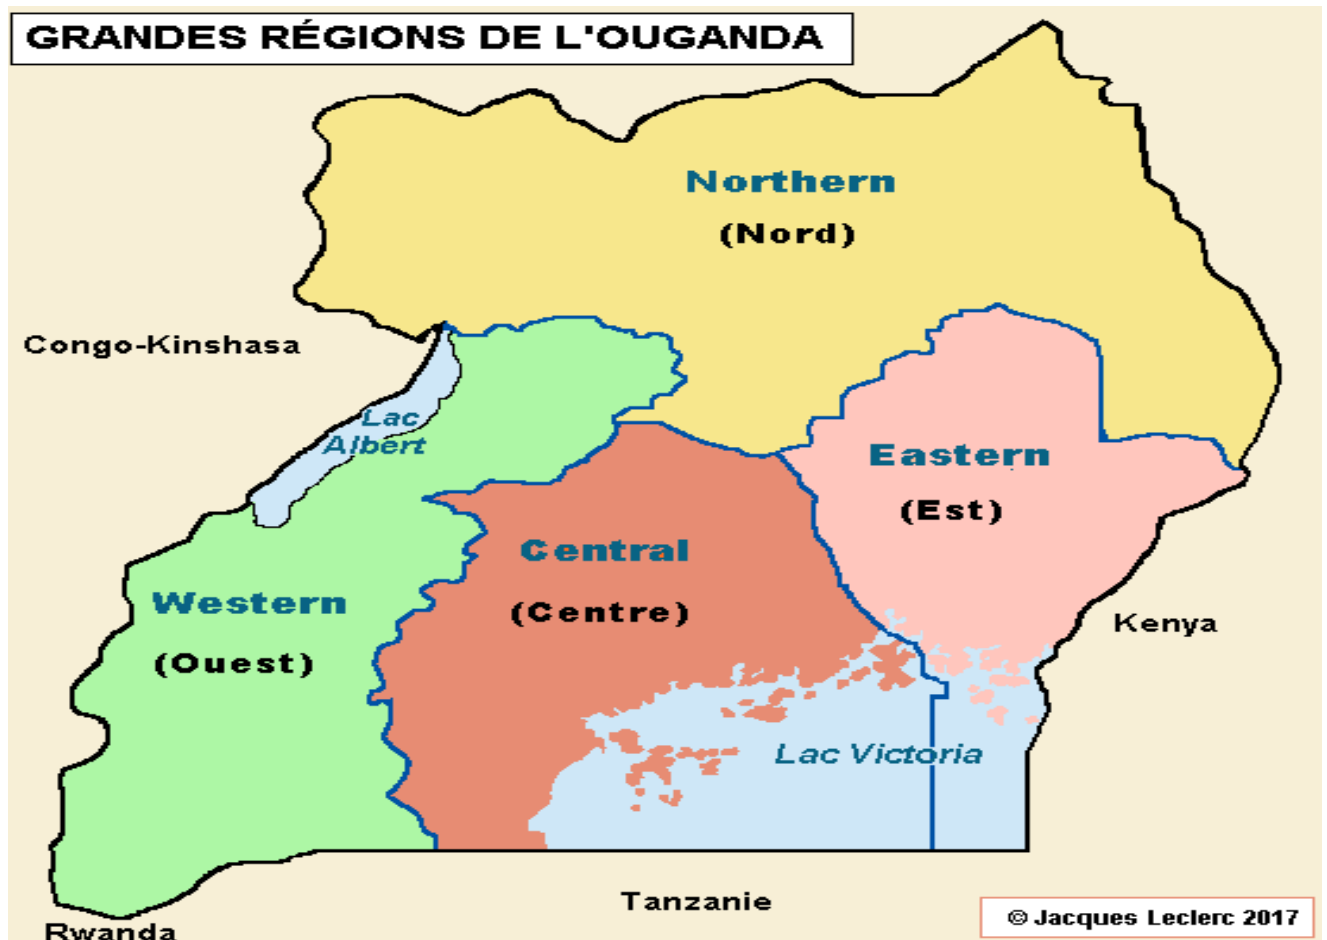 GRANDES RÉGIONS DE L'OUGANDA
Northern
(Nord)
Congo-Kinshasa
Lac
Albert
Eastern
(Est)
Central
(Centre)
Western
(Ouest)
Kenya
Lac Victoria
Tanzanie
Rwanda
© Jacques Leclerc 2017